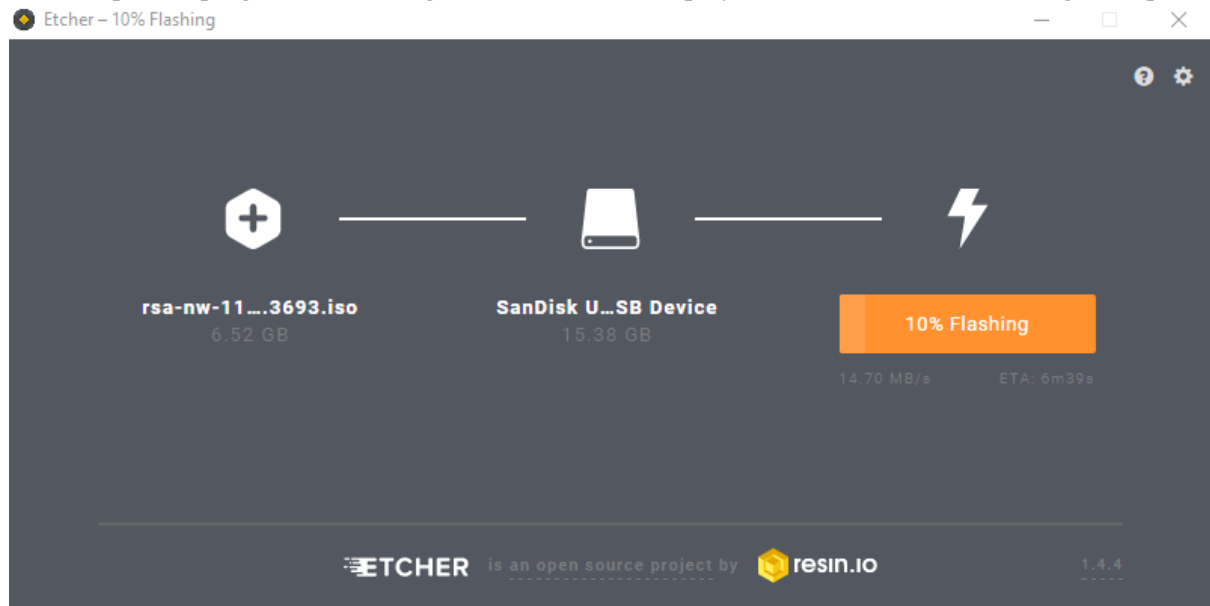 Etcher – 10% Flashing
rsa-nw-11....3693.iso
6.52 GB
SanDisk U...SB Device
15.38 GB
10% Flashing
14.70 MB/s ETA: 6m39s
ETCHER is an open source project by resin.io 1.4.4